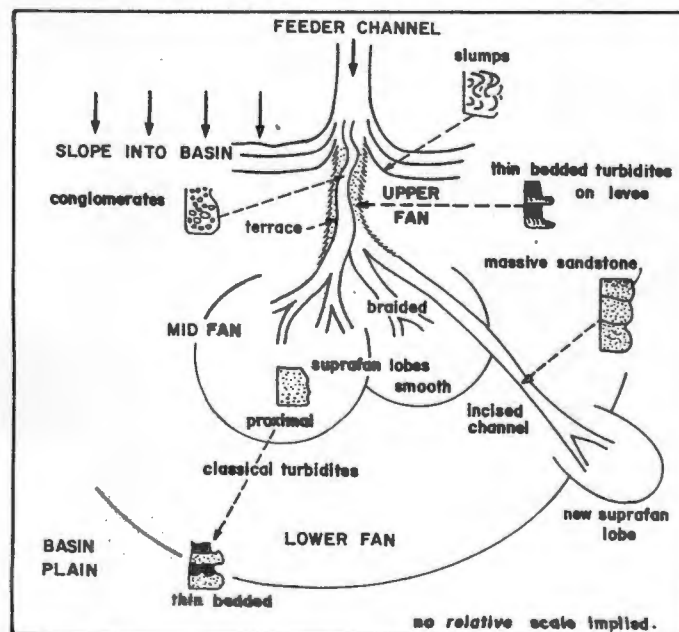 FEEDER CHANNEL
slumps
SLOPE INTO BASIN
conglomerates
UPPER
FAN
thin bedded turbidites
on levee
terrace
massive sandstone
MID FAN
braided
suprafan lobes
smooth
proximal
incised
channel
classical turbidites
new suprafan
lobe
LOWER FAN
BASIN
PLAIN
thin bedded
no relative scale implied.